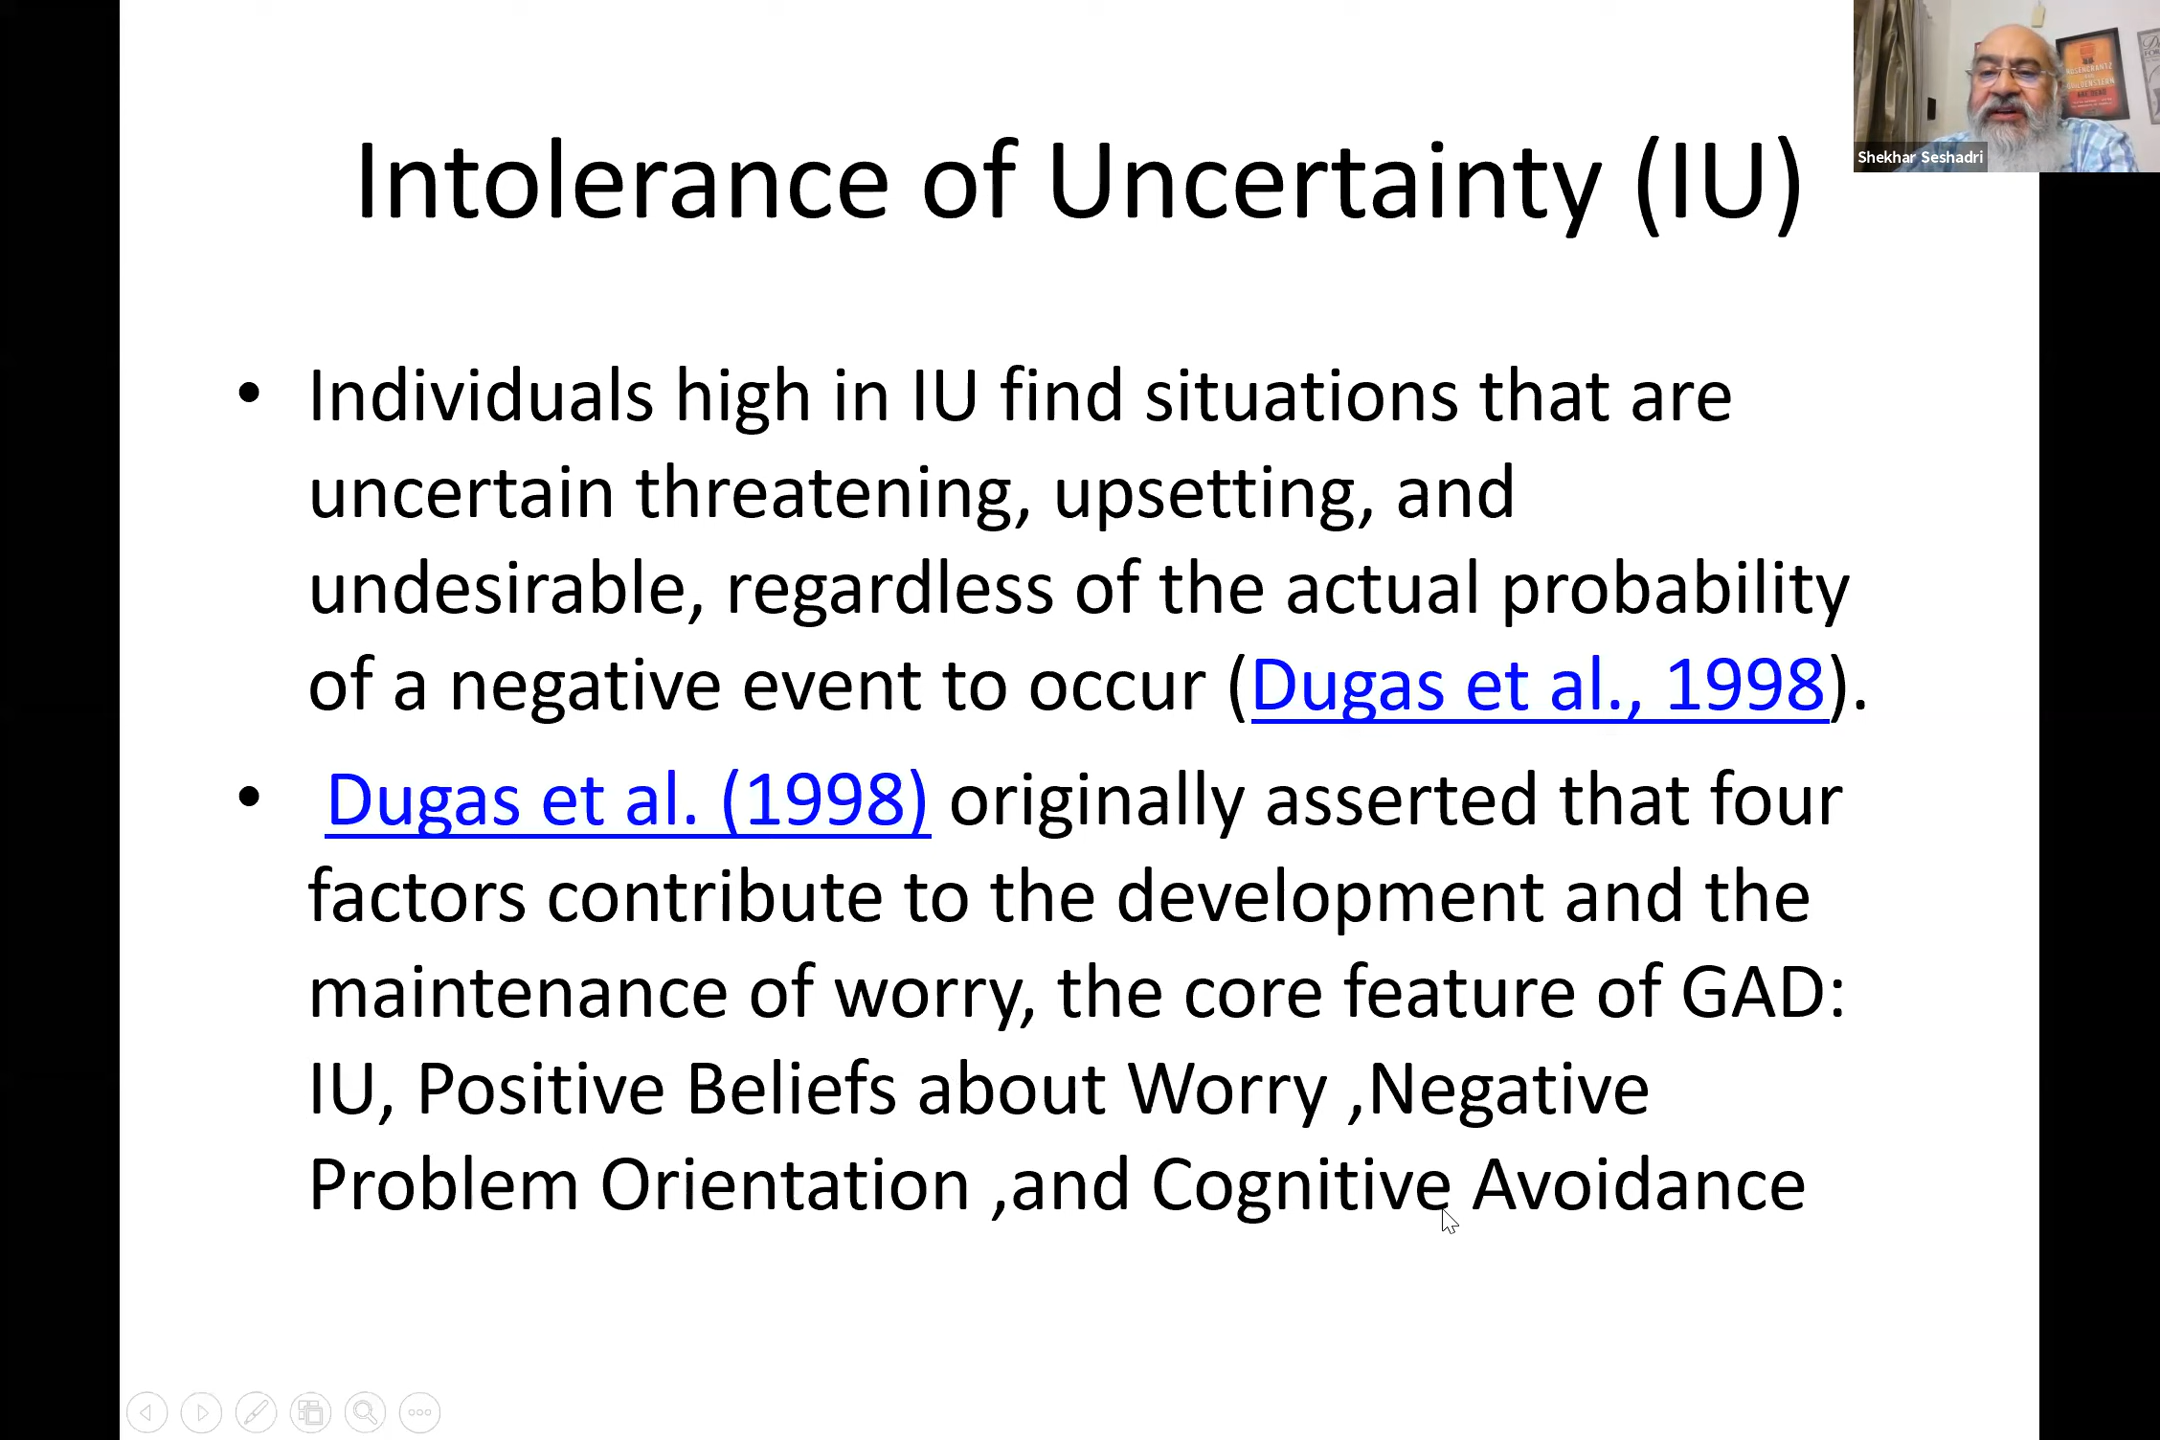 Intolerance of Uncertainty (IU)
Shekhar Seshadri
• Individuals high in IU find situations that are
uncertain threatening, upsetting, and
undesirable, regardless of the actual probability
of a negative event to occur (Dugas et al., 1998).
• Dugas et al. (1998) originally asserted that four
factors contribute to the development and the
maintenance of worry, the core feature of GAD:
IU, Positive Beliefs about Worry ,Negative
Problem Orientation ,and Cognitive Avoidance